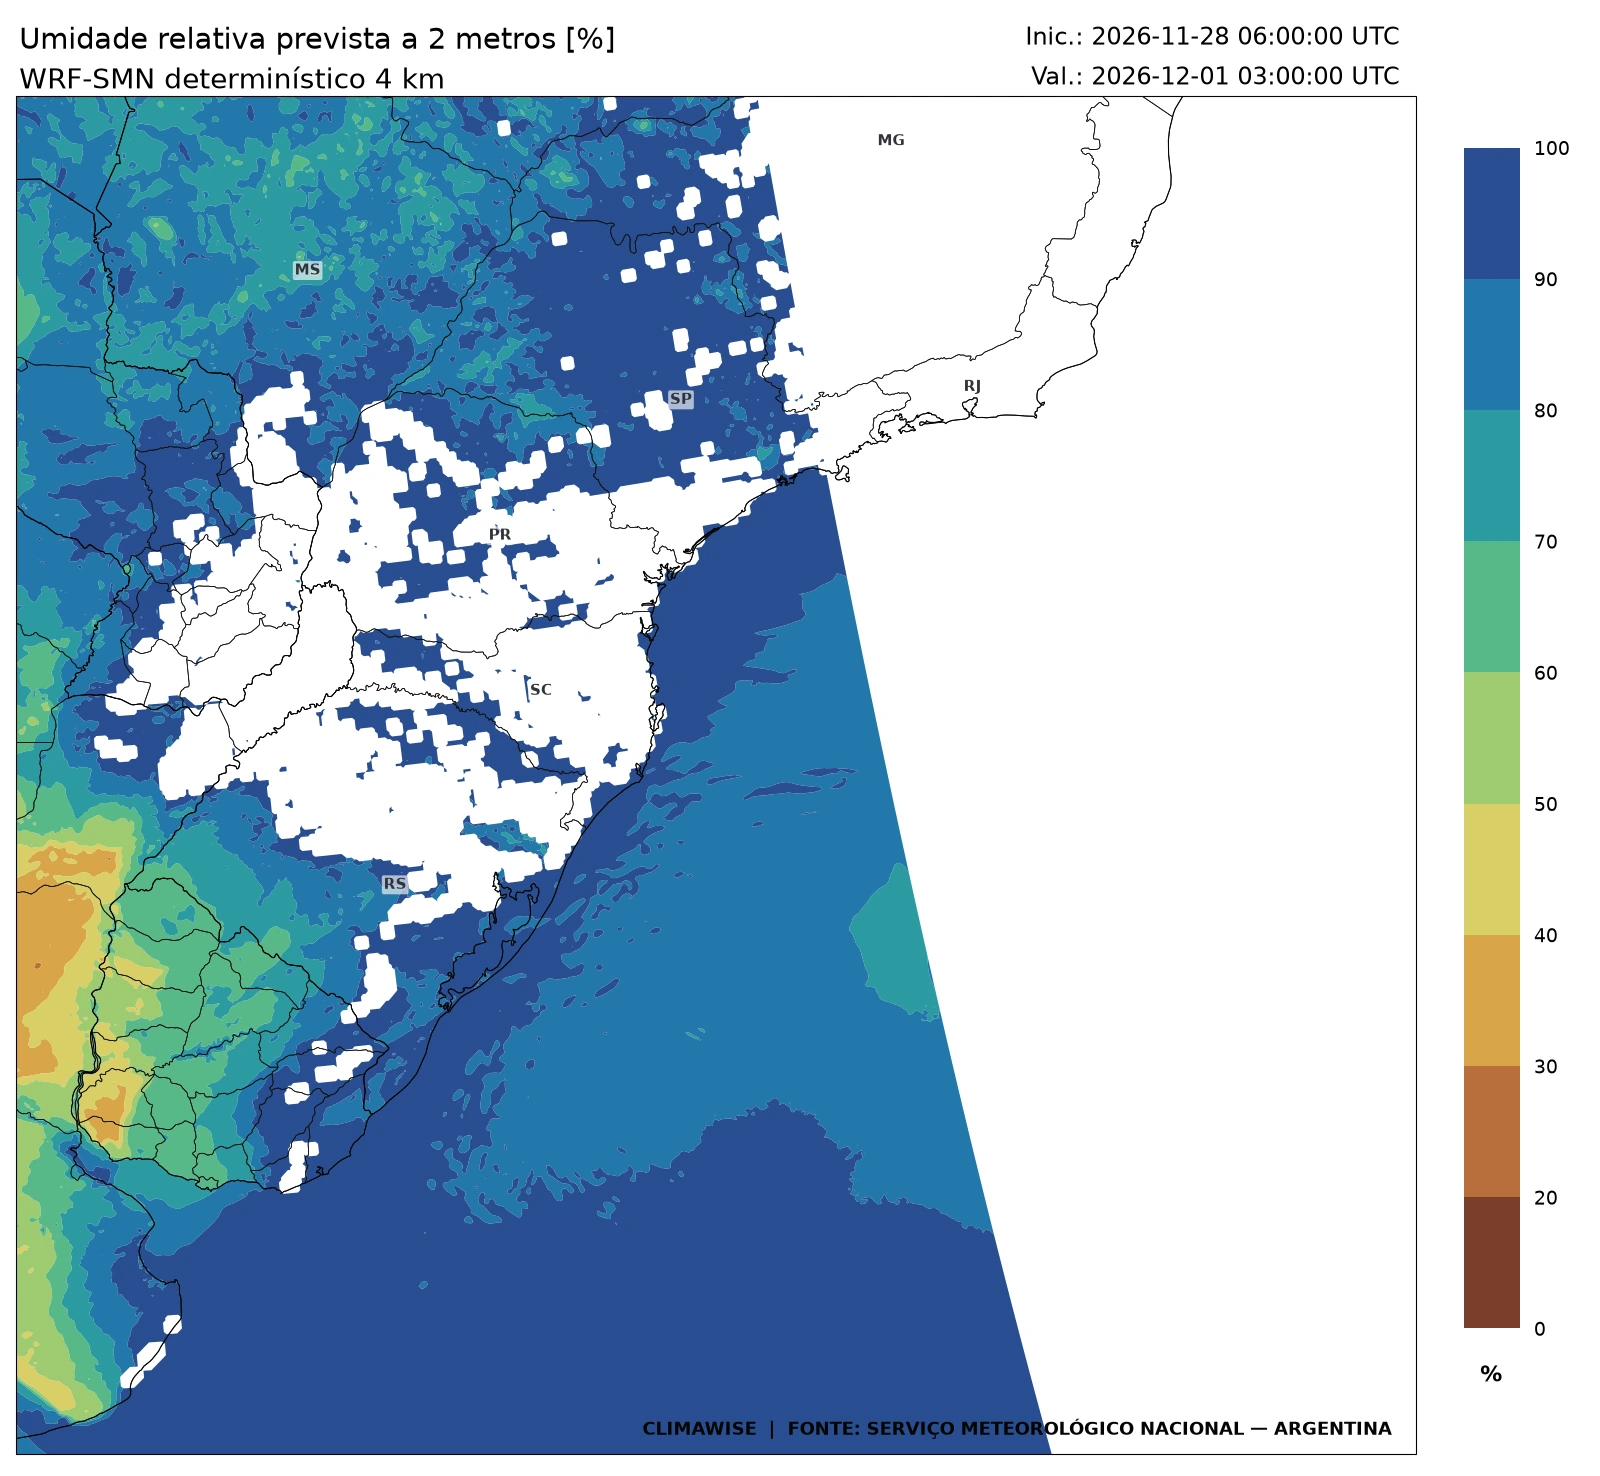 Umidade relativa prevista a 2 metros [%]
WRF-SMN determinístico 4 km
Inic.: 2026-11-28 06:00:00 UTC
Val.: 2026-12-01 03:00:00 UTC
MG
MS
RJ
SP
PR
SC
RS
100
90
80
70
60
50
40
30
20
0
%
CLIMAWISE | FONTE: SERVIÇO METEOROLÓGICO NACIONAL — ARGENTINA